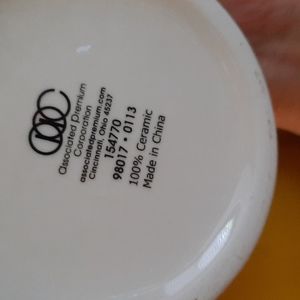 Associated Premium
Corporation
associatedpremium.com
Cincinnati, Ohio 45237
154770
98017 • 0113
100% Ceramic
Made in China